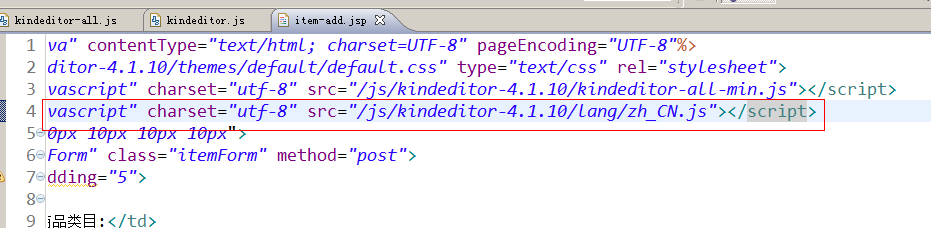 kindeditor-all.js kindeditor.js item-add.jsp
1 va" contentType="text/html; charset=UTF-8" pageEncoding="UTF-8"%>
2 ditor-4.1.10/themes/default/default.css" type="text/css" rel="stylesheet">
3 vascript" charset="utf-8" src="/js/kindeditor-4.1.10/kindeditor-all-min.js"></script>
4 vascript" charset="utf-8" src="/js/kindeditor-4.1.10/lang/zh_CN.js"></script>
5 0px 10px 10px 10px">
6 Form" class="itemForm" method="post">
7 dding="5">
8
9 品类目:</td>